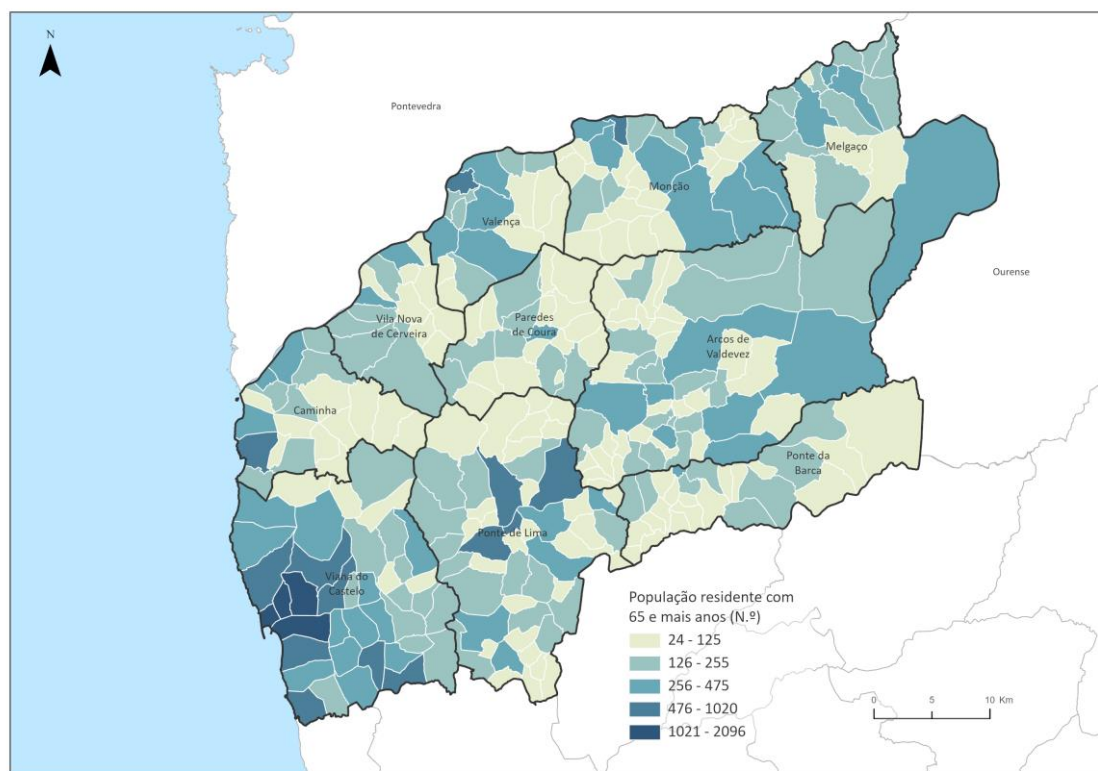 N
Pontevedra
Melgaço
Monção
Valença
Ourense
Vila Nova
de Cerveira
Paredes
de Coura
Arcos de
Valdevez
Caminha
Ponte da
Barca
Ponte de Lima
Viana do
Castelo
População residente com
65 e mais anos (N.º)
24 - 125
126 - 255
256 - 475
476 - 1020
1021 - 2096
0 5 10 Km